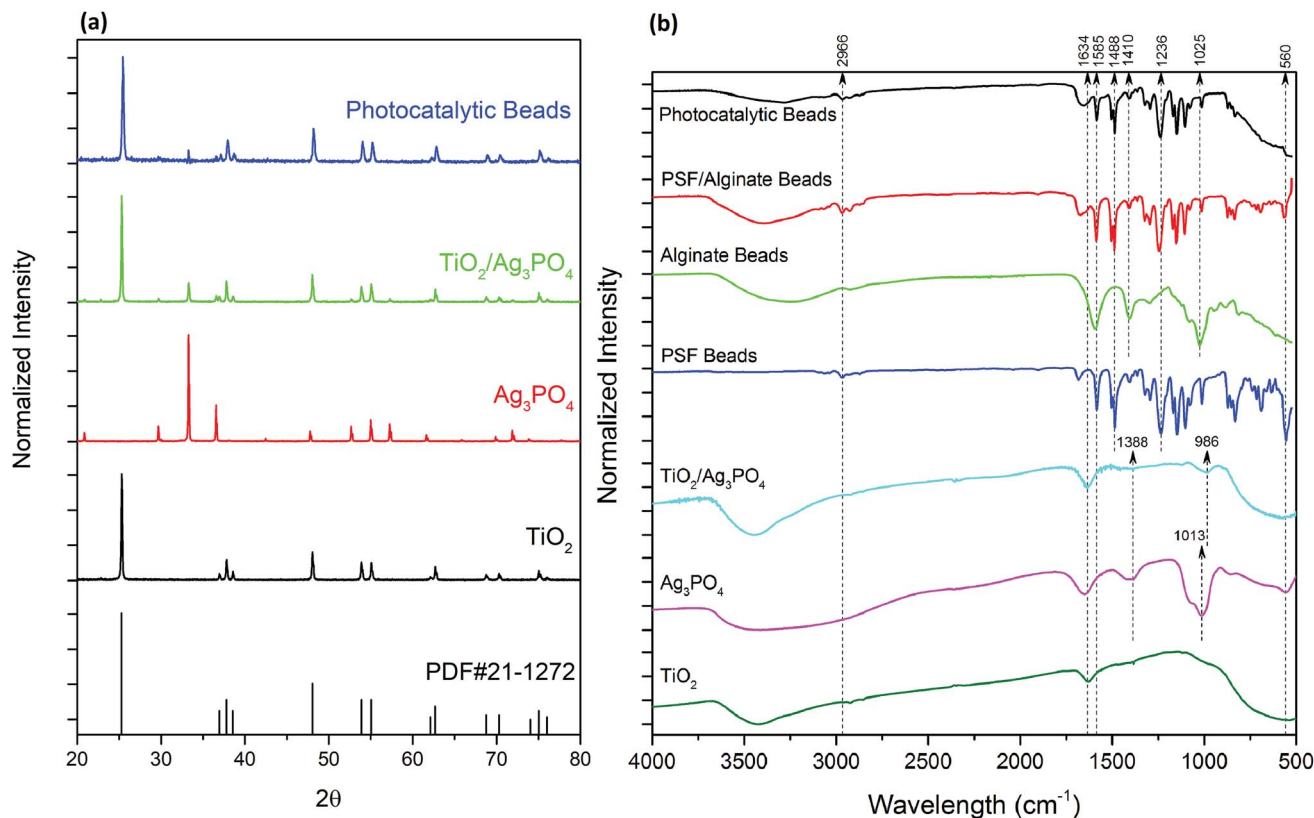 (a)
Normalized Intensity
Photocatalytic Beads
TiO₂/Ag₃PO₄
Ag₃PO₄
TiO₂
PDF#21-1272
20 30 40 50 60 70 80
2θ
(b)
2966 1634 1585 1488 1410 1236 1025 560
Normalized Intensity
Photocatalytic Beads
PSF/Alginate Beads
Alginate Beads
PSF Beads
1388 986
TiO₂/Ag₃PO₄
1013
Ag₃PO₄
TiO₂
4000 3500 3000 2500 2000 1500 1000 500
Wavelength (cm⁻¹)